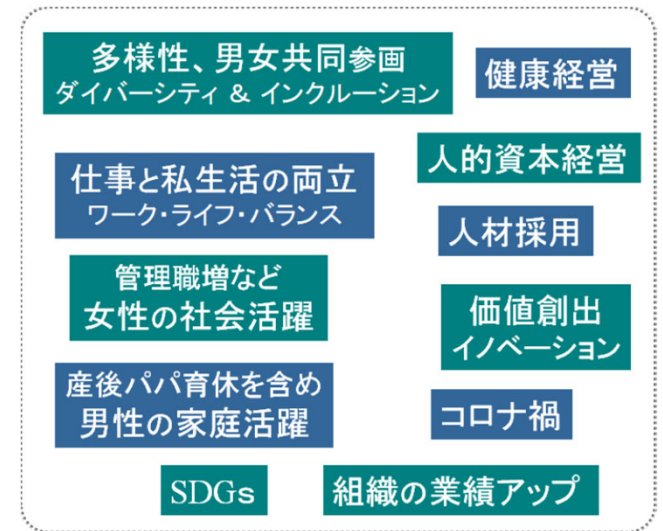 多様性、男女共同参画
ダイバーシティ & インクルーション
健康経営
人的資本経営
仕事と私生活の両立
ワーク・ライフ・バランス
人材採用
管理職増など
女性の社会活躍
価値創出
イノベーション
産後パパ育休を含め
男性の家庭活躍
コロナ禍
SDGs
組織の業績アップ